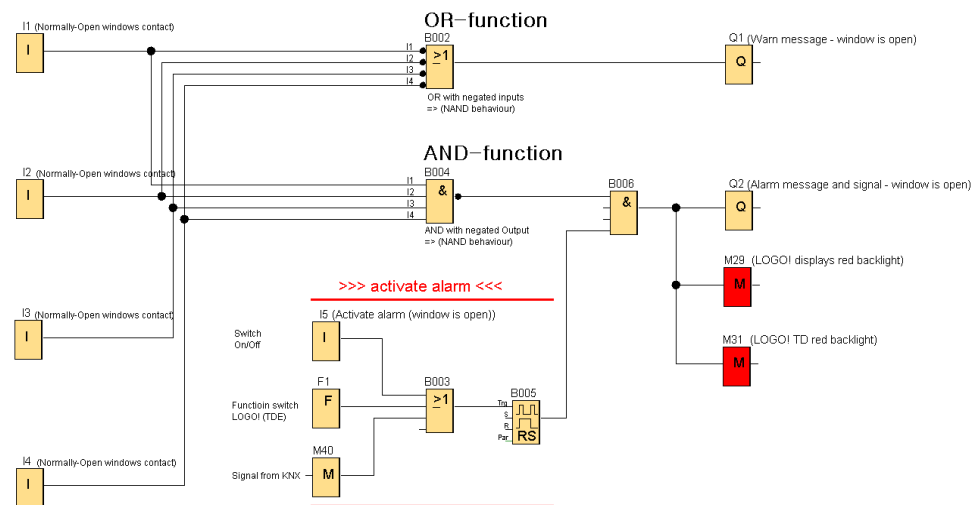 OR-function
I1 (Normally-Open windows contact)
I
B002
I1
I2
I3
I4
>1
OR with negated inputs
=> (NAND behaviour)
Q1 (Warn message - window is open)
Q
AND-function
I2 (Normally-Open windows contact)
I
B004
I1
I2
I3
I4
&
AND with negated Output
=> (NAND behaviour)
B006
&
Q2 (Alarm message and signal - window is open)
Q
M29 (LOGO! displays red backlight)
M
M31 (LOGO! TD red backlight)
M
>>> activate alarm <<<
I3 (Normally-Open windows contact)
I
I5 (Activate alarm (window is open))
Switch
On/Off
I
F1
Functioin switch
LOGO! (TDE)
F
B003
>1
B005
Trg
S
R
Par
RS
M40
Signal from KNX
M
I4 (Normally-Open windows contact)
I